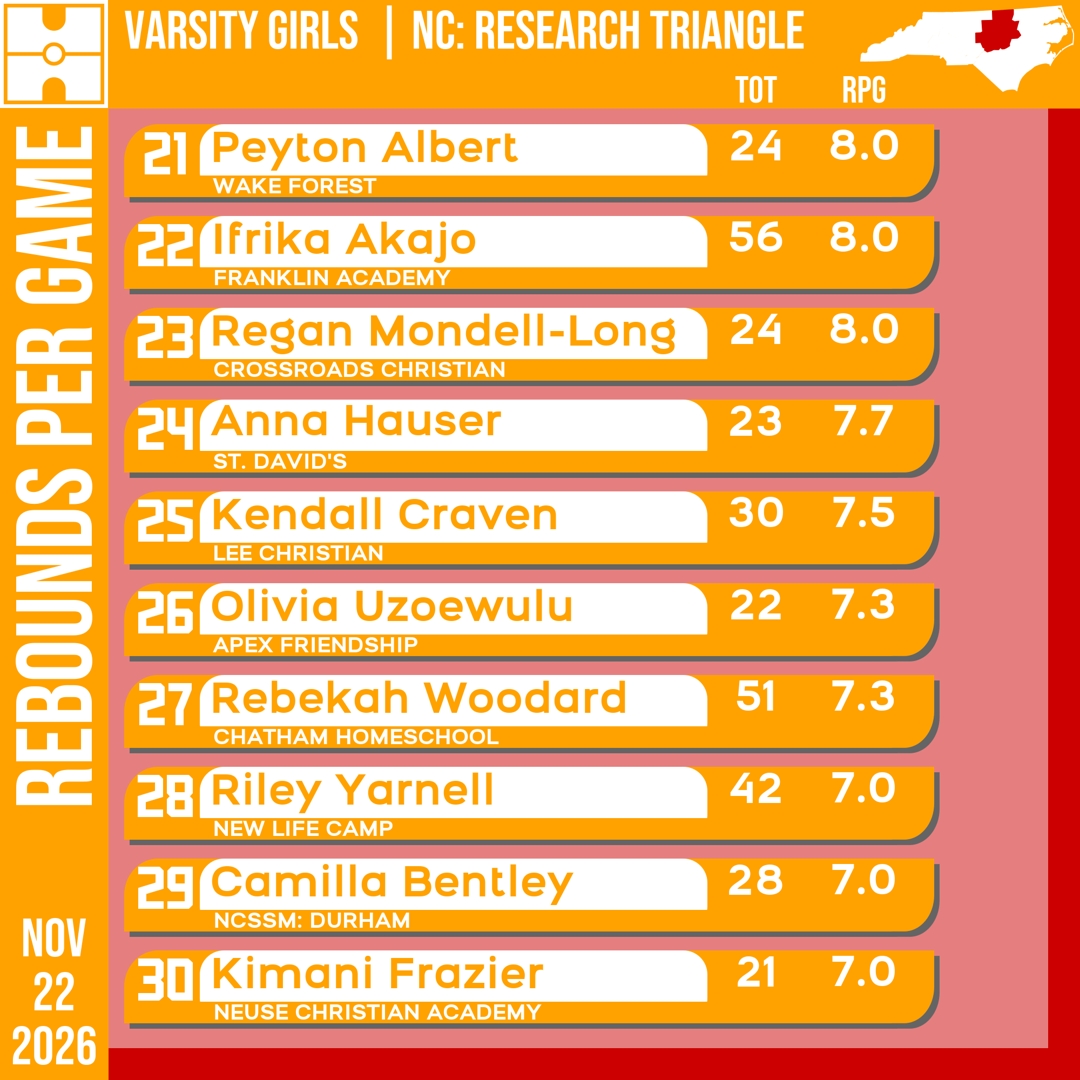 VARSITY GIRLS | NC: RESEARCH TRIANGLE
TOT RPG
REBOUNDS PER GAME
21 Peyton Albert 24 8.0
WAKE FOREST
22 Ifrika Akajo 56 8.0
FRANKLIN ACADEMY
23 Regan Mondell-Long 24 8.0
CROSSROADS CHRISTIAN
24 Anna Hauser 23 7.7
ST. DAVID'S
25 Kendall Craven 30 7.5
LEE CHRISTIAN
26 Olivia Uzoewulu 22 7.3
APEX FRIENDSHIP
27 Rebekah Woodard 51 7.3
CHATHAM HOMESCHOOL
28 Riley Yarnell 42 7.0
NEW LIFE CAMP
29 Camilla Bentley 28 7.0
NCSSM: DURHAM
30 Kimani Frazier 21 7.0
NEUSE CHRISTIAN ACADEMY
NOV
22
2026